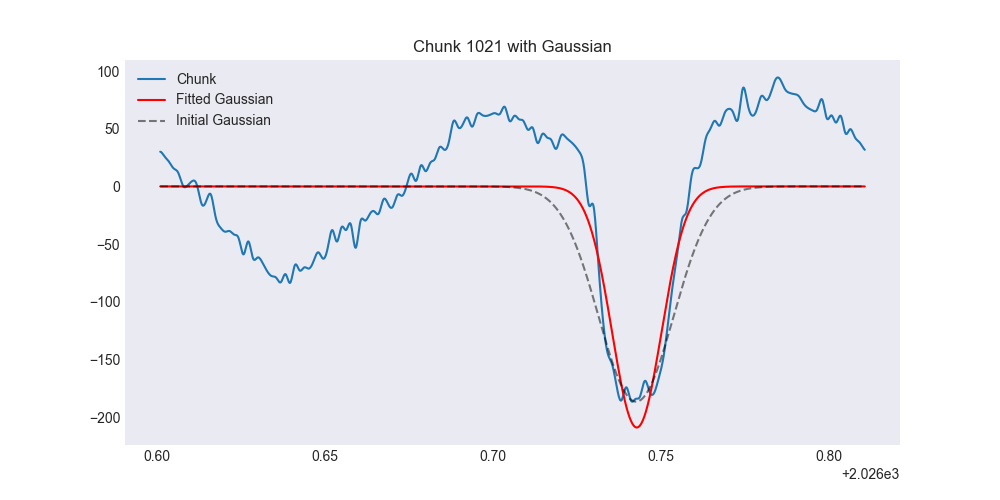 Chunk 1021 with Gaussian
Chunk
Fitted Gaussian
Initial Gaussian
100
50
0
−50
−100
−150
−200
0.60 0.65 0.70 0.75 0.80
+2.026e3